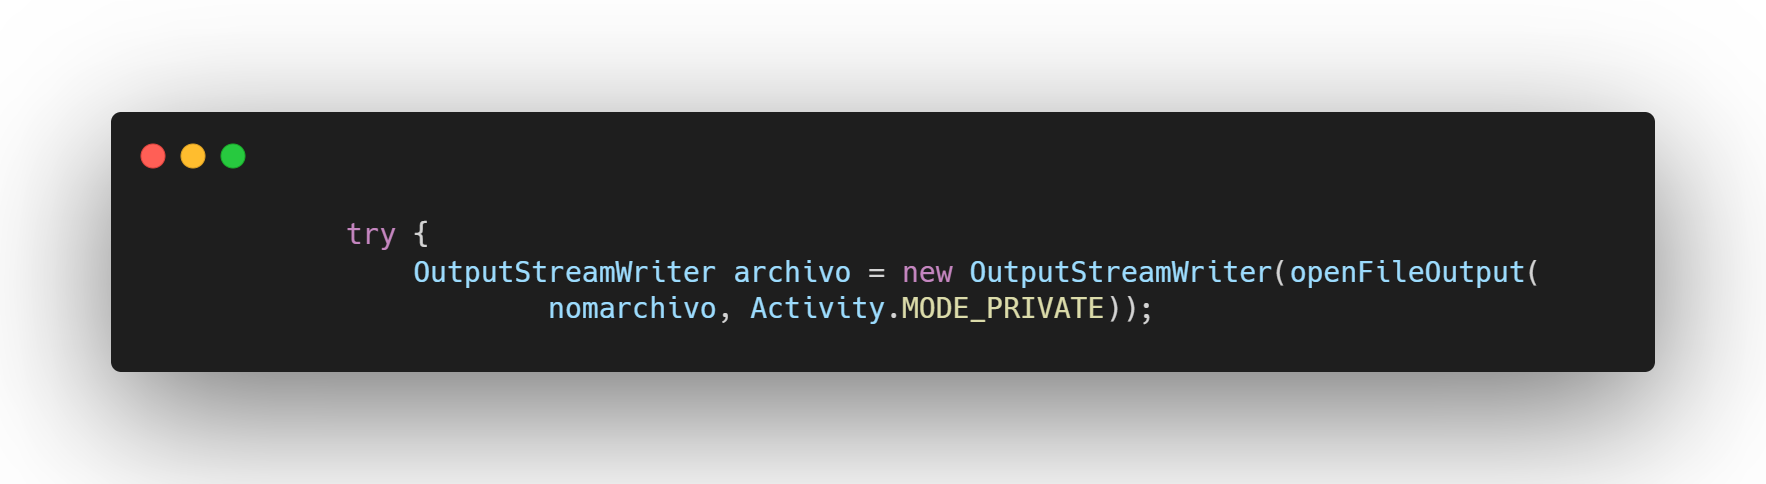 try {
OutputStreamWriter archivo = new OutputStreamWriter(openFileOutput(
nomarchivo, Activity.MODE_PRIVATE));